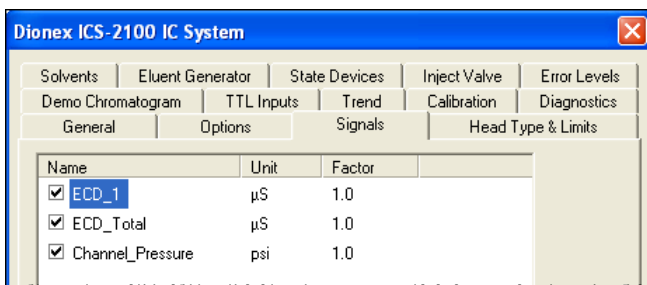 Dionex ICS-2100 IC System
Solvents Eluent Generator State Devices Inject Valve Error Levels
Demo Chromatogram TTL Inputs Trend Calibration Diagnostics
General Options Signals Head Type & Limits
Name Unit Factor
ECD_1 µS 1.0
ECD_Total µS 1.0
Channel_Pressure psi 1.0